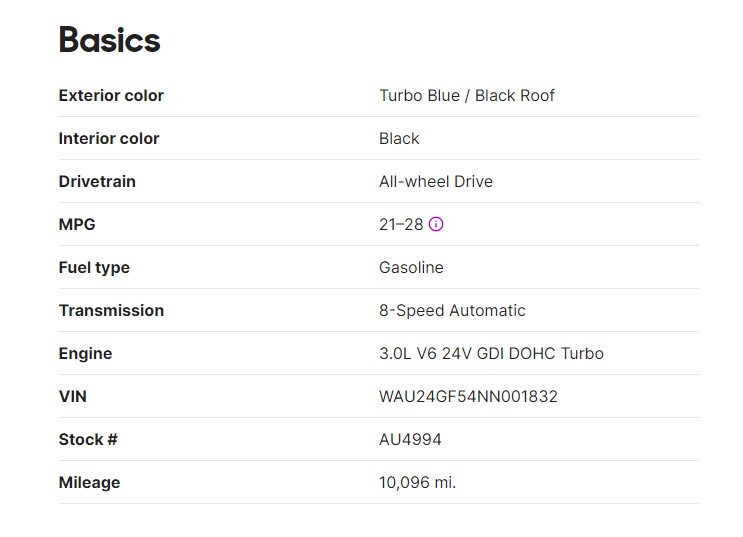 Basics
Exterior color Turbo Blue / Black Roof
Interior color Black
Drivetrain All-wheel Drive
MPG 21–28
Fuel type Gasoline
Transmission 8-Speed Automatic
Engine 3.0L V6 24V GDI DOHC Turbo
VIN WAU24GF54NN001832
Stock # AU4994
Mileage 10,096 mi.